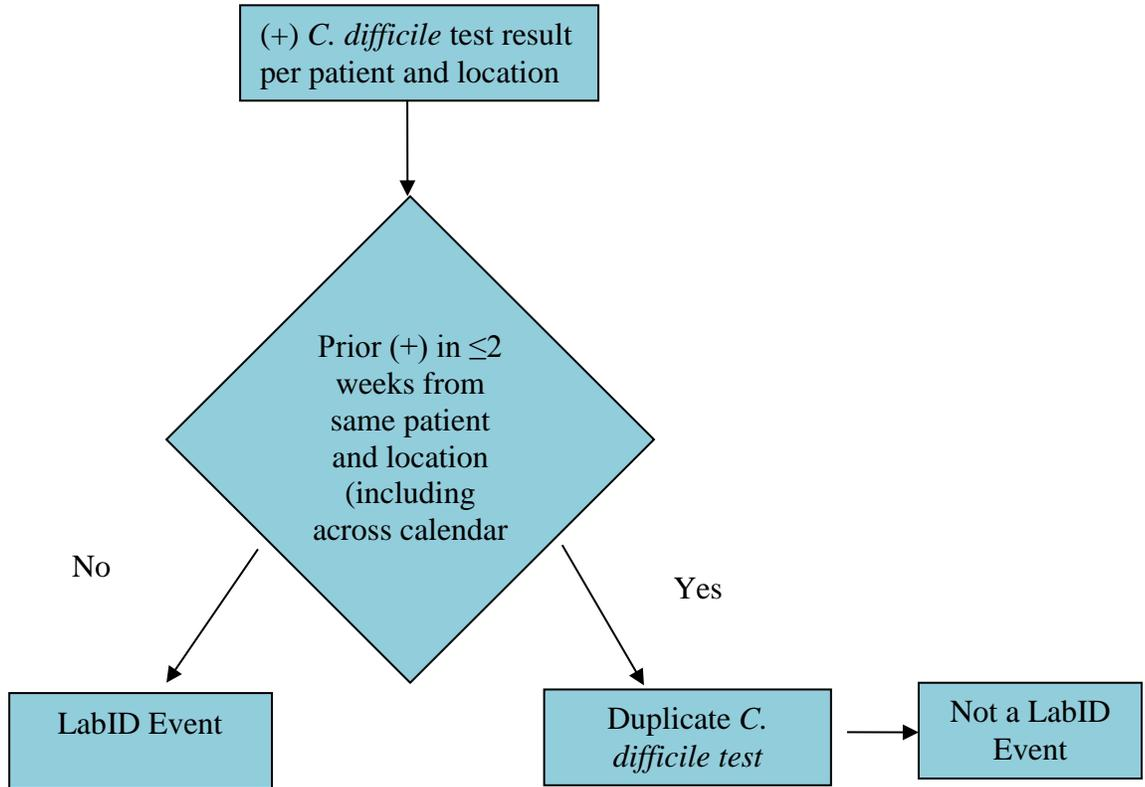 (+) C. difficile test result
per patient and location
Prior (+) in ≤2
weeks from
same patient
and location
(including
across calendar
No
Yes
LabID Event
Duplicate C.
difficile test
Not a LabID
Event